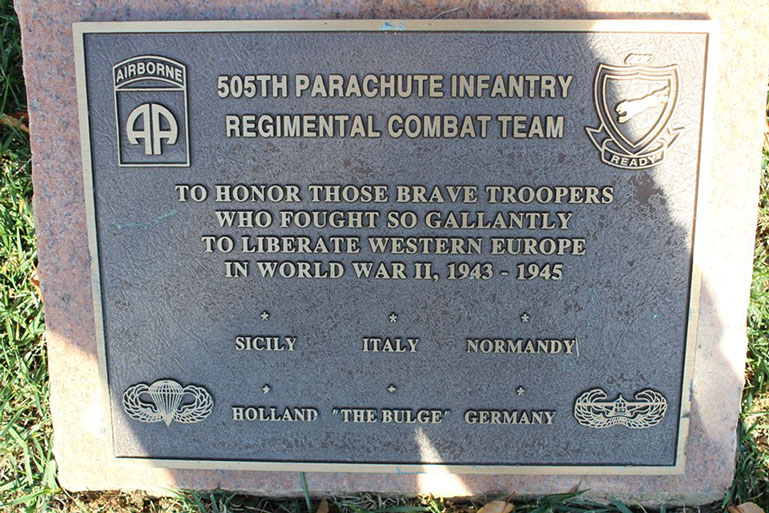 AIRBORNE
AA
505TH PARACHUTE INFANTRY
REGIMENTAL COMBAT TEAM
READY
TO HONOR THOSE BRAVE TROOPERS
WHO FOUGHT SO GALLANTLY
TO LIBERATE WESTERN EUROPE
IN WORLD WAR II, 1943 - 1945
* * *
SICILY ITALY NORMANDY
* * *
HOLLAND "THE BULGE" GERMANY